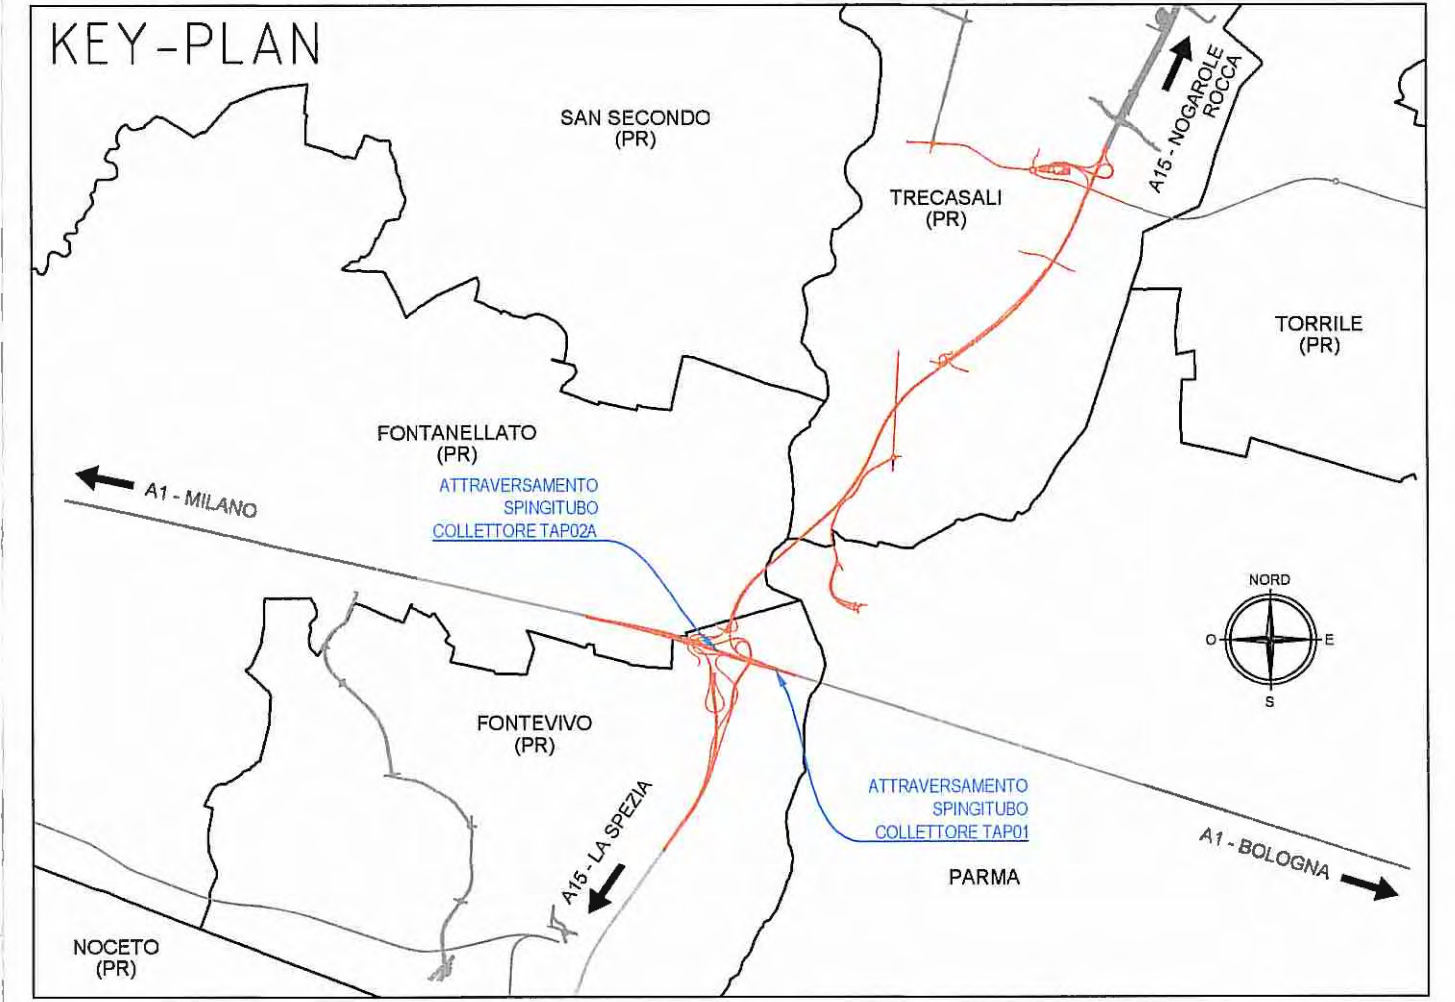 KEY-PLAN
SAN SECONDO
(PR)
A15 - NOGAROLE
ROCCA
TRECASALI
(PR)
TORRILE
(PR)
FONTANELLATO
(PR)
A1 - MILANO
ATTRAVERSAMENTO
SPINGITUBO
COLLETTORE TAP02A
NORD
O
E
S
FONTEVIVO
(PR)
A15 - LA SPEZIA
ATTRAVERSAMENTO
SPINGITUBO
COLLETTORE TAP01
A1 - BOLOGNA
PARMA
NOCETO
(PR)